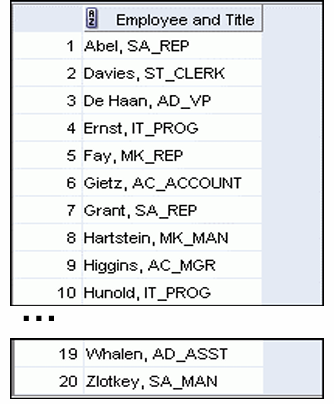 Employee and Title
1 Abel, SA_REP
2 Davies, ST_CLERK
3 De Haan, AD_VP
4 Ernst, IT_PROG
5 Fay, MK_REP
6 Gietz, AC_ACCOUNT
7 Grant, SA_REP
8 Hartstein, MK_MAN
9 Higgins, AC_MGR
10 Hunold, IT_PROG
...
19 Whalen, AD_ASST
20 Zlotkey, SA_MAN